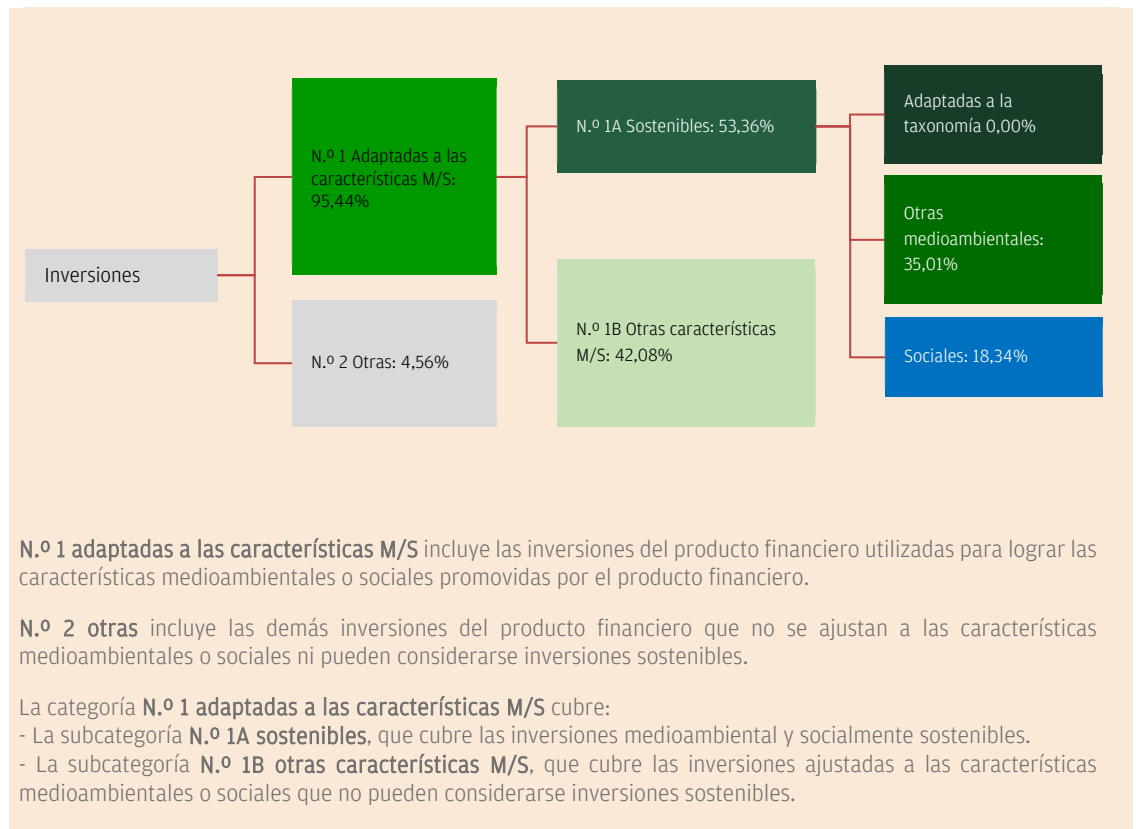 Inversiones
N.º 1 Adaptadas a las
características M/S:
95,44%
N.º 2 Otras: 4,56%
N.º 1A Sostenibles: 53,36%
N.º 1B Otras características
M/S: 42,08%
Adaptadas a la
taxonomía 0,00%
Otras
medioambientales:
35,01%
Sociales: 18,34%
N.º 1 adaptadas a las características M/S incluye las inversiones del producto financiero utilizadas para lograr las
características medioambientales o sociales promovidas por el producto financiero.
N.º 2 otras incluye las demás inversiones del producto financiero que no se ajustan a las características
medioambientales o sociales ni pueden considerarse inversiones sostenibles.
La categoría N.º 1 adaptadas a las características M/S cubre:
- La subcategoría N.º 1A sostenibles, que cubre las inversiones medioambiental y socialmente sostenibles.
- La subcategoría N.º 1B otras características M/S, que cubre las inversiones ajustadas a las características
medioambientales o sociales que no pueden considerarse inversiones sostenibles.